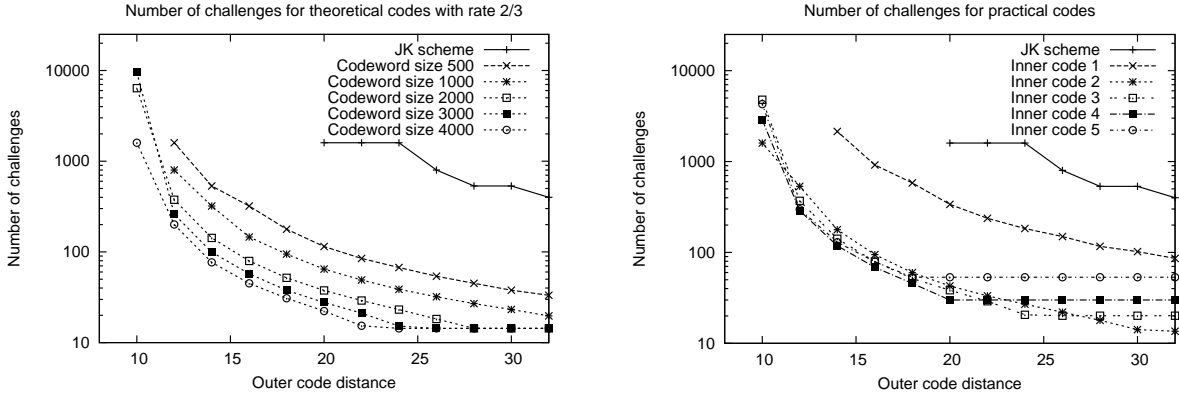 Number of challenges for theoretical codes with rate 2/3
Number of challenges
10000
1000
100
10
JK scheme
Codeword size 500
Codeword size 1000
Codeword size 2000
Codeword size 3000
Codeword size 4000
10 15 20 25 30
Outer code distance
Number of challenges for practical codes
Number of challenges
10000
1000
100
10
JK scheme
Inner code 1
Inner code 2
Inner code 3
Inner code 4
Inner code 5
10 15 20 25 30
Outer code distance